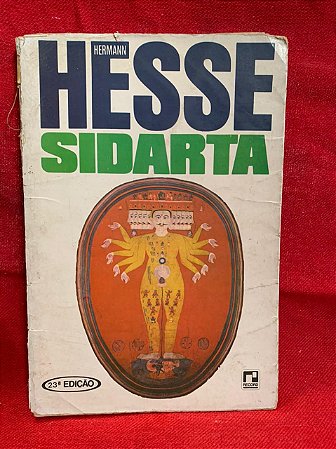 HERMANN
HESSE
SIDARTA
23ª EDIÇÃO
RECORD